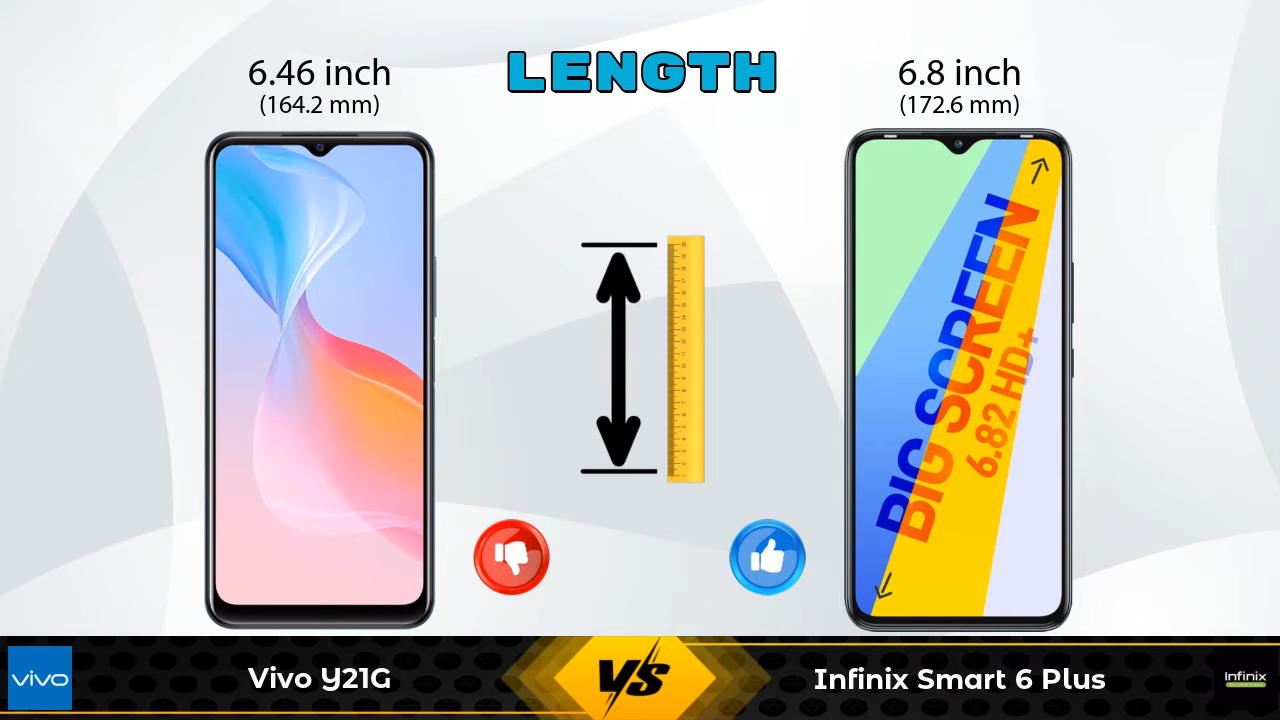 LENGTH
6.46 inch
(164.2 mm)
6.8 inch
(172.6 mm)
BIG SCREEN
6.82 HD+
vivo
Vivo Y21G
VS
Infinix Smart 6 Plus
Infinix